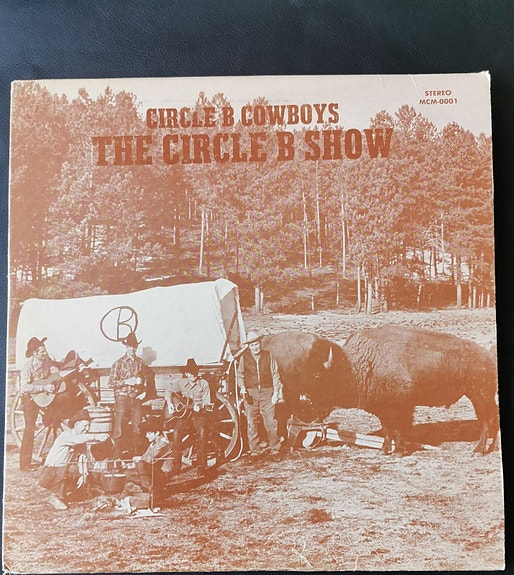 STEREO
MCM-0001
CIRCLE B COWBOYS
THE CIRCLE B SHOW
B